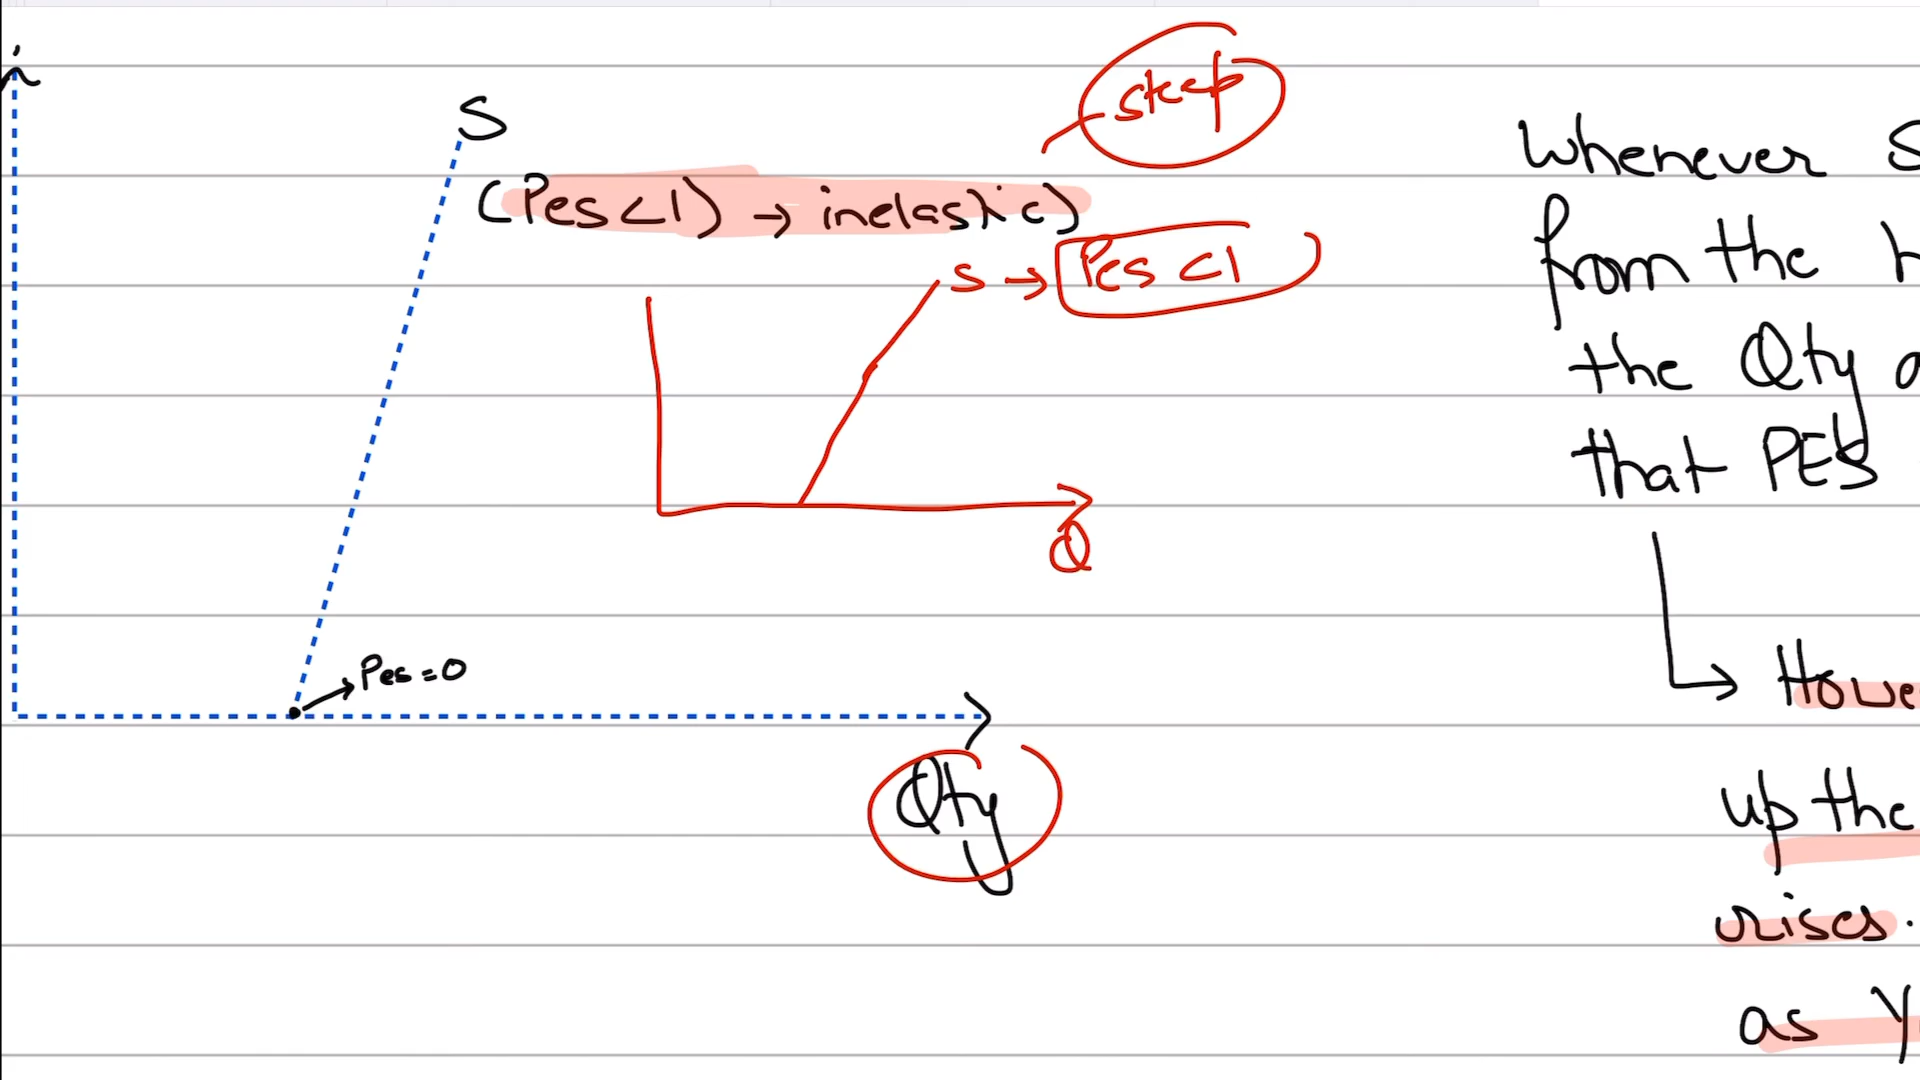 steep
S
(Pes <1) → inelastic)
S → Pes <1
Q
Pes = 0
Qty
Whenever S
from the h
the Qty a
that PES
Howe
up the
rises.
as Y